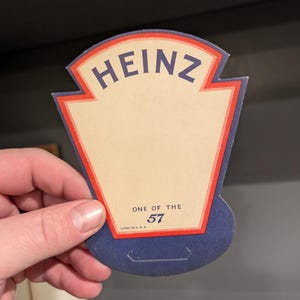 HEINZ
ONE OF THE
57